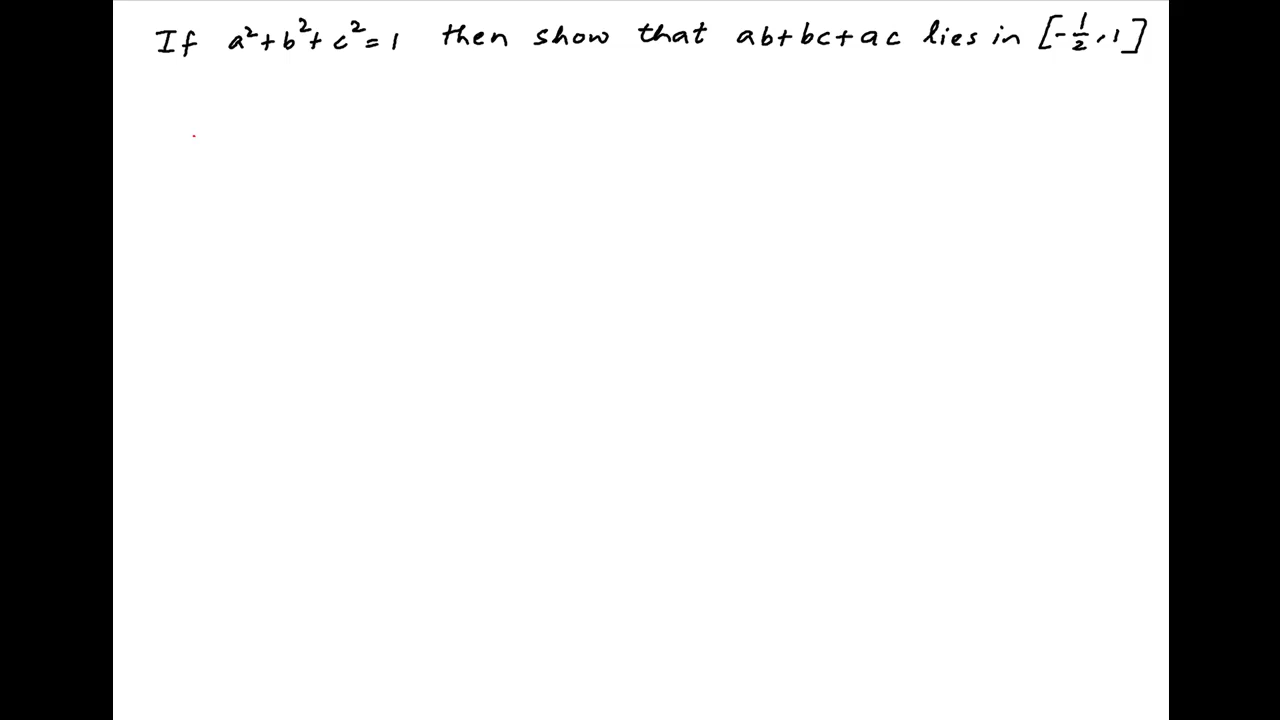 If a²+b²+c²=1 then show that ab+bc+ac lies in [-1/2, 1]